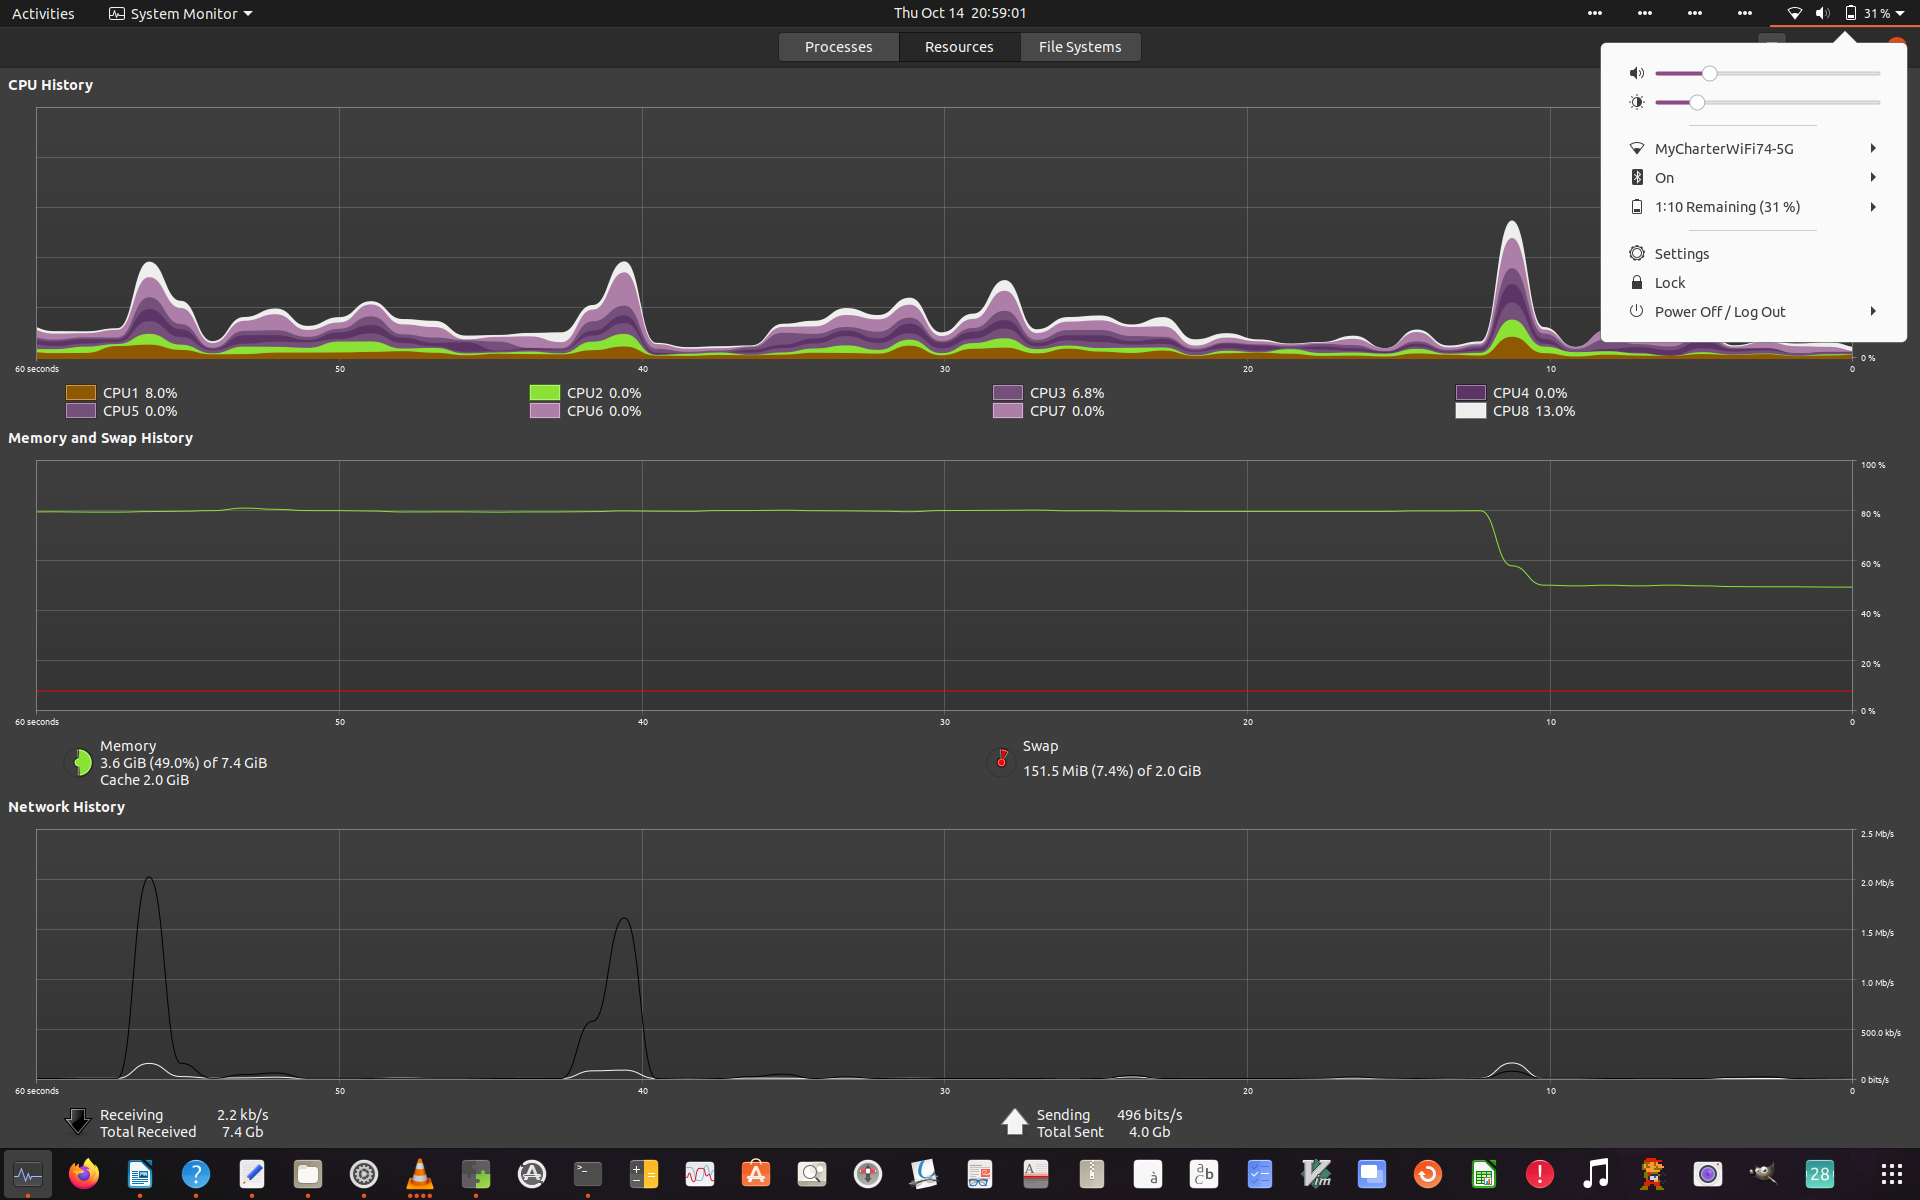 Activities
System Monitor
Thu Oct 14 20:59:01
31 %
Processes
Resources
File Systems
CPU History
MyCharterWiFi74-5G
On
1:10 Remaining (31 %)
Settings
Lock
Power Off / Log Out
0 %
60 seconds 50 40 30 20 10 0
CPU1 8.0% CPU2 0.0% CPU3 6.8% CPU4 0.0%
CPU5 0.0% CPU6 0.0% CPU7 0.0% CPU8 13.0%
Memory and Swap History
100 %
80 %
60 %
40 %
20 %
0 %
60 seconds 50 40 30 20 10 0
Memory
3.6 GiB (49.0%) of 7.4 GiB
Cache 2.0 GiB
Swap
151.5 MiB (7.4%) of 2.0 GiB
Network History
2.5 Mb/s
2.0 Mb/s
1.5 Mb/s
1.0 Mb/s
500.0 kb/s
0 bits/s
60 seconds 50 40 30 20 10 0
Receiving 2.2 kb/s
Total Received 7.4 Gb
Sending 496 bits/s
Total Sent 4.0 Gb
28